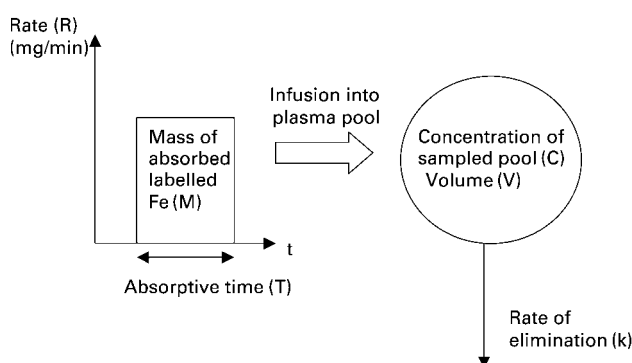 Rate (R)
(mg/min)
Mass of
absorbed
labelled
Fe (M)
t
Absorptive time (T)
Infusion into
plasma pool
Concentration of
sampled pool (C)
Volume (V)
Rate of
elimination (k)